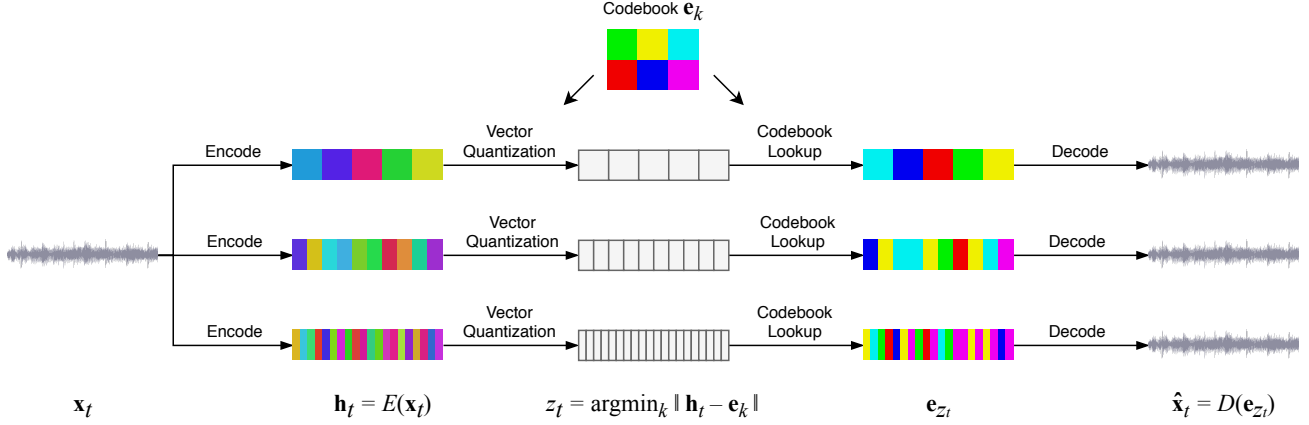 Codebook e_k
Encode
Vector
Quantization
Codebook
Lookup
Decode
Encode
Vector
Quantization
Codebook
Lookup
Decode
Encode
Vector
Quantization
Codebook
Lookup
Decode
x_t
h_t = E(x_t)
z_t = argmin_k ‖ h_t – e_k ‖
e_{z_t}
x̂_t = D(e_{z_t})